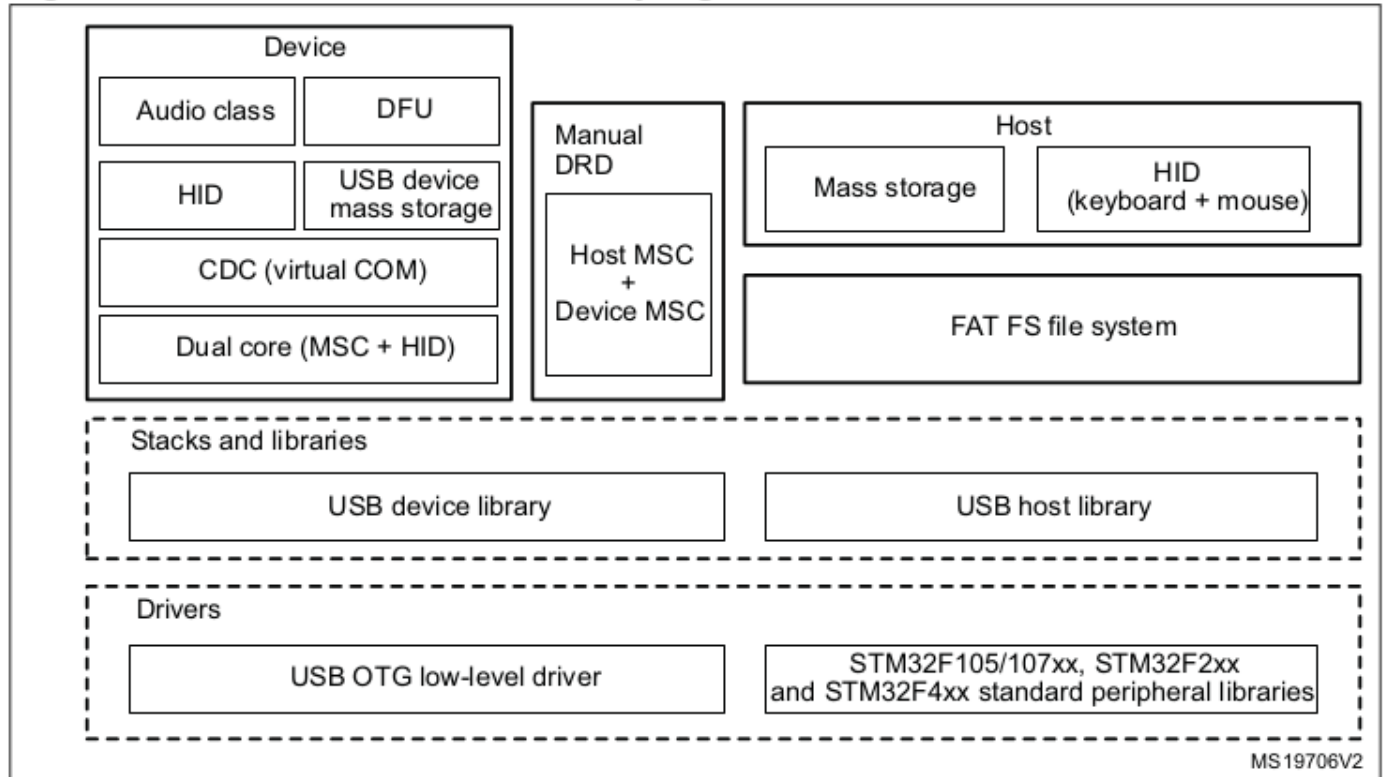 Device
Audio class
DFU
HID
USB device
mass storage
CDC (virtual COM)
Dual core (MSC + HID)
Manual
DRD
Host MSC
+
Device MSC
Host
Mass storage
HID
(keyboard + mouse)
FAT FS file system
Stacks and libraries
USB device library
USB host library
Drivers
USB OTG low-level driver
STM32F105/107xx, STM32F2xx
and STM32F4xx standard peripheral libraries
MS19706V2